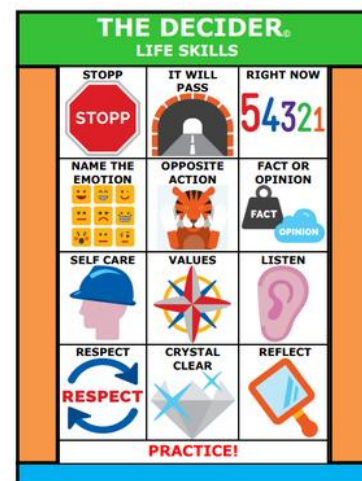 THE DECIDER©
LIFE SKILLS
STOPP
IT WILL
PASS
RIGHT NOW
STOPP
54321
NAME THE
EMOTION
OPPOSITE
ACTION
FACT OR
OPINION
FACT
OPINION
SELF CARE
VALUES
LISTEN
RESPECT
CRYSTAL
CLEAR
REFLECT
RESPECT
PRACTICE!